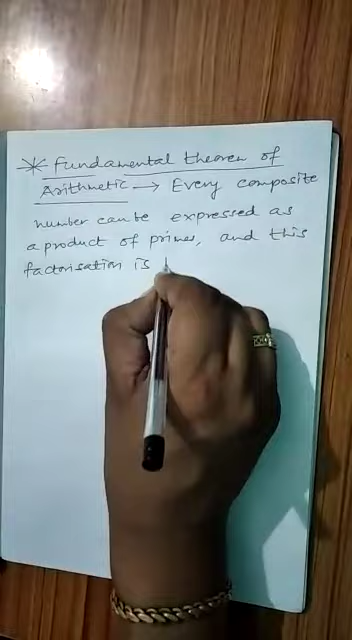 * Fundamental theorem of
Arithmetic → Every composite
number can be expressed as
a product of primes, and this
factorisation is